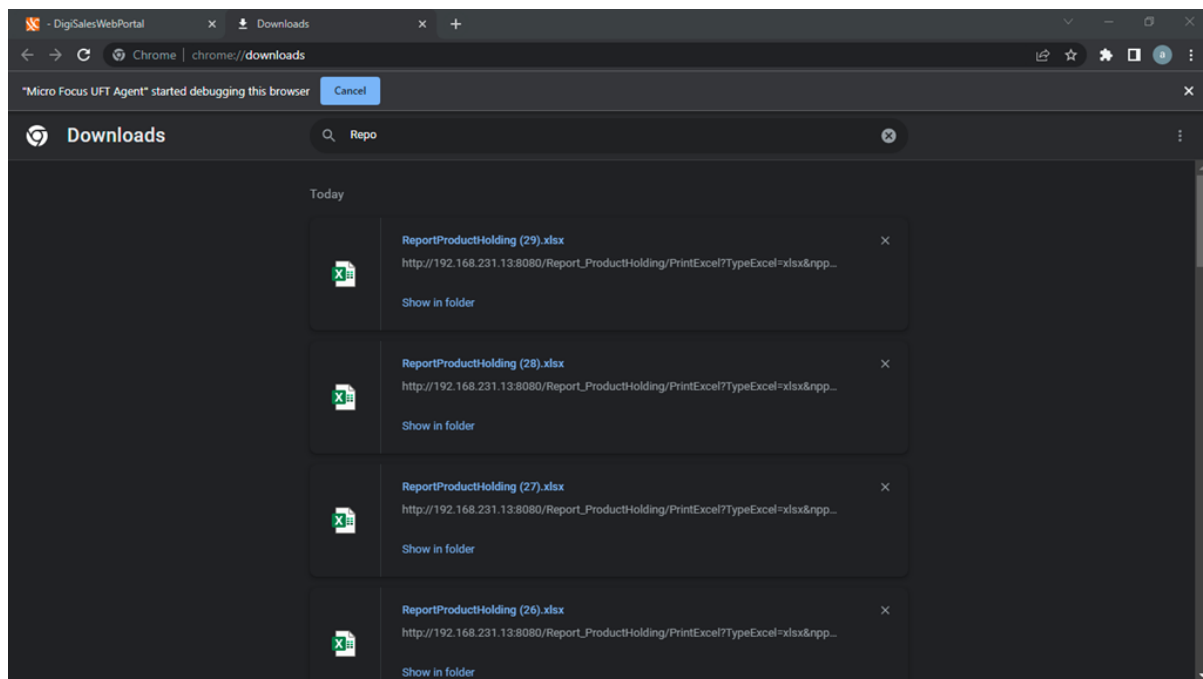 - DigiSalesWebPortal
Downloads
Chrome | chrome://downloads
a
"Micro Focus UFT Agent" started debugging this browser
Cancel
Downloads
Repo
Today
ReportProductHolding (29).xlsx
http://192.168.231.13:8080/Report_ProductHolding/PrintExcel?TypeExcel=xlsx&npp...
Show in folder
ReportProductHolding (28).xlsx
http://192.168.231.13:8080/Report_ProductHolding/PrintExcel?TypeExcel=xlsx&npp...
Show in folder
ReportProductHolding (27).xlsx
http://192.168.231.13:8080/Report_ProductHolding/PrintExcel?TypeExcel=xlsx&npp...
Show in folder
ReportProductHolding (26).xlsx
http://192.168.231.13:8080/Report_ProductHolding/PrintExcel?TypeExcel=xlsx&npp...
Show in folder